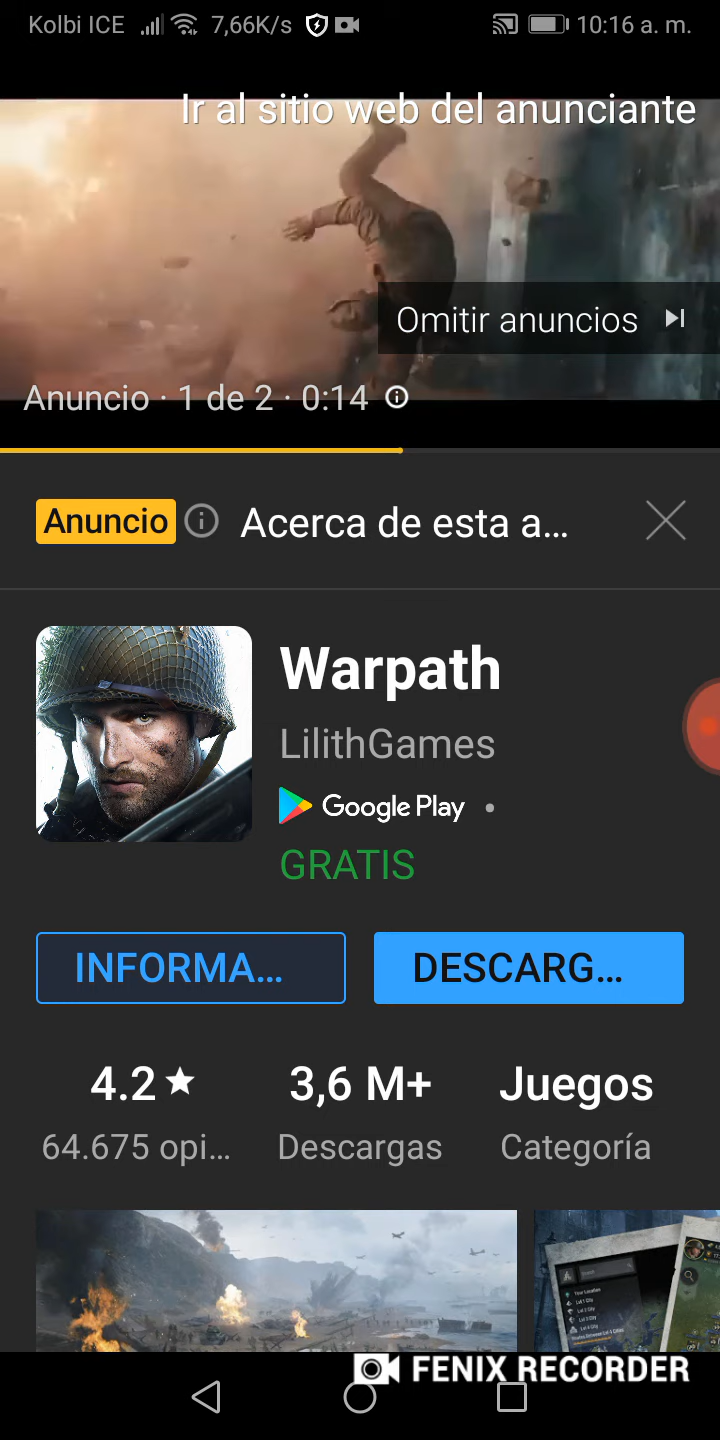 Kolbi ICE 7,66K/s 10:16 a. m.
Ir al sitio web del anunciante
Omitir anuncios
Anuncio · 1 de 2 · 0:14
Anuncio Acerca de esta a...
Warpath
LilithGames
Google Play •
GRATIS
INFORMA... DESCARG...
4.2★ 3,6 M+ Juegos
64.675 opi... Descargas Categoría
FENIX RECORDER